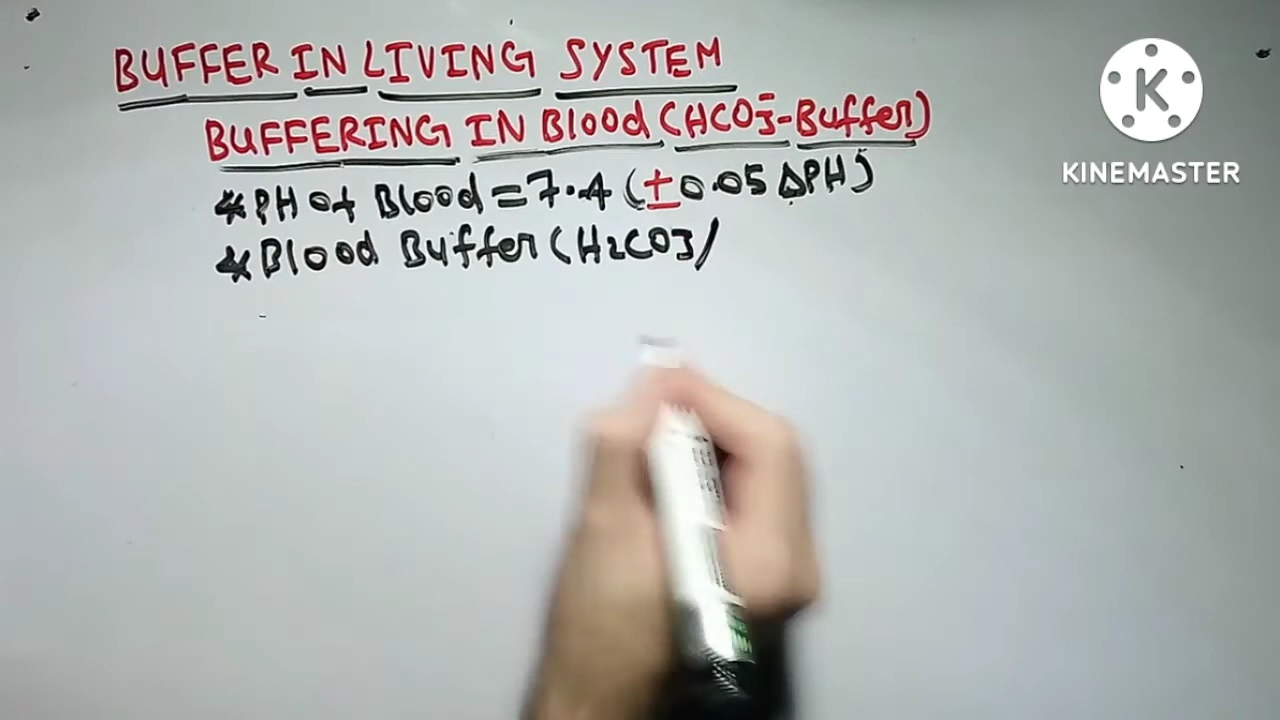 BUFFER IN LIVING SYSTEM
BUFFERING IN Blood (HCO3⁻-Buffer)
*PH of Blood = 7.4 (±0.05 ΔPH)
*Blood Buffer (H2CO3/
K
KINEMASTER